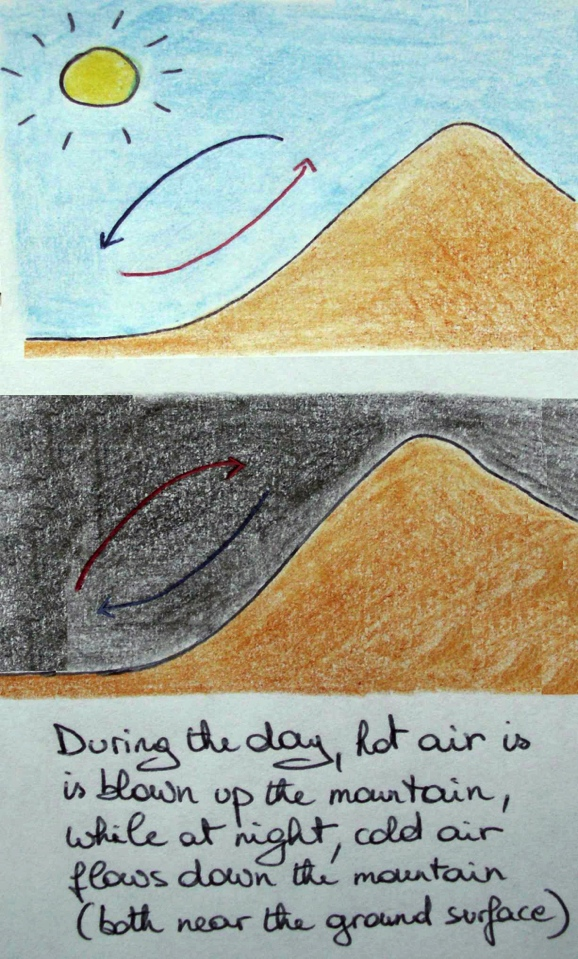 During the day, hot air is
is blown up the mountain,
while at night, cold air
flows down the mountain
(both near the ground surface)